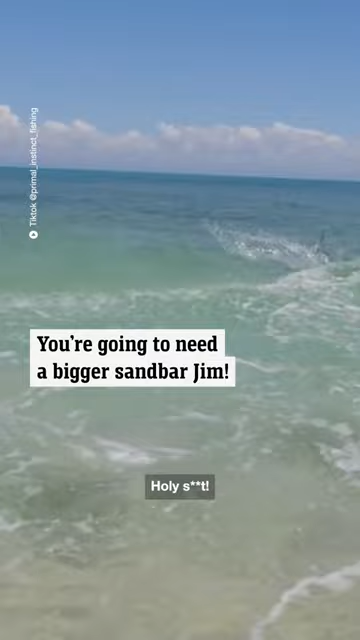 Tiktok @primal_instinct_fishing
You're going to need
a bigger sandbar Jim!
Holy s**t!